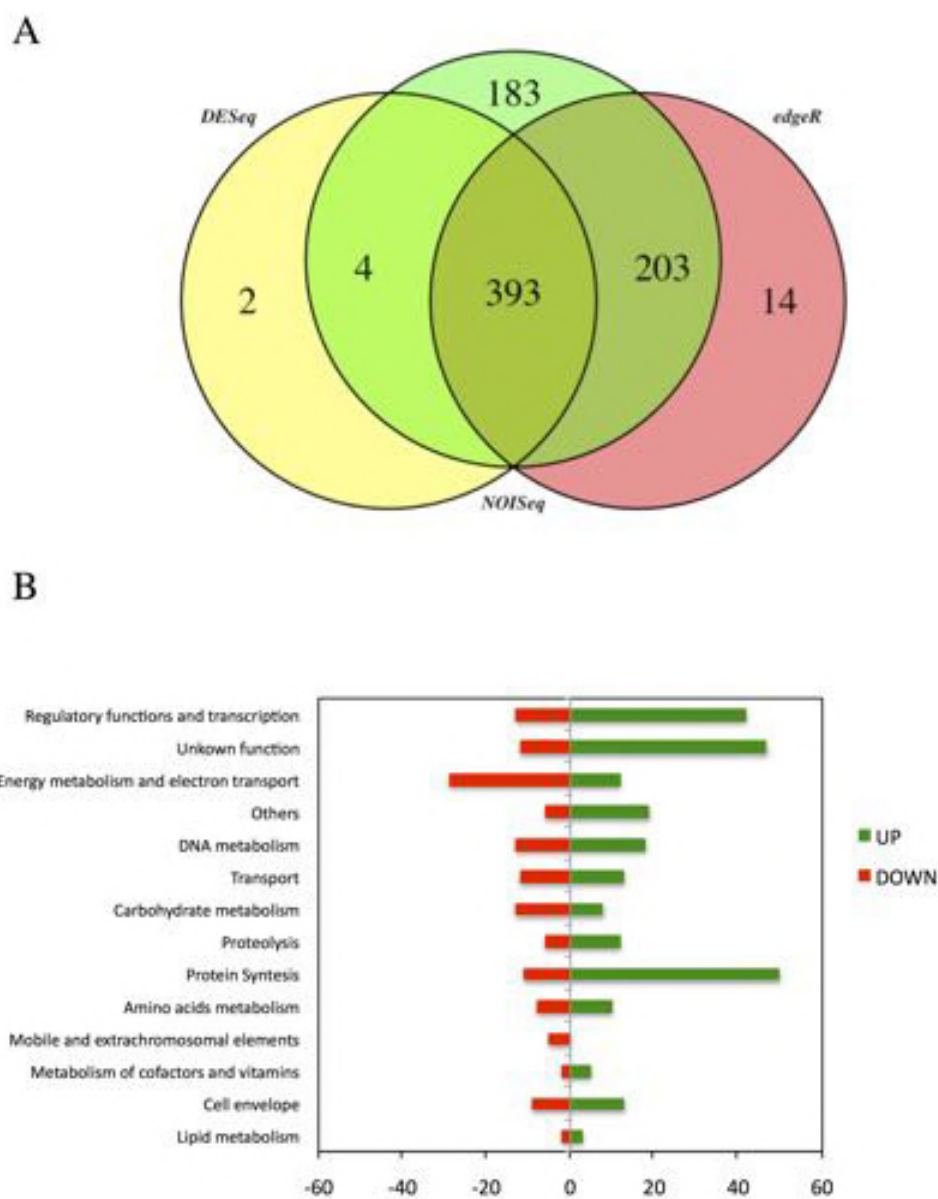 A
183
DESeq
edgeR
4
203
2
393
14
NOISeq
B
Regulatory functions and transcription
Unkown function
Energy metabolism and electron transport
Others
DNA metabolism
Transport
Carbohydrate metabolism
Proteolysis
Protein Syntesis
Amino acids metabolism
Mobile and extrachromosomal elements
Metabolism of cofactors and vitamins
Cell envelope
Lipid metabolism
UP
DOWN
-60 -40 -20 0 20 40 60